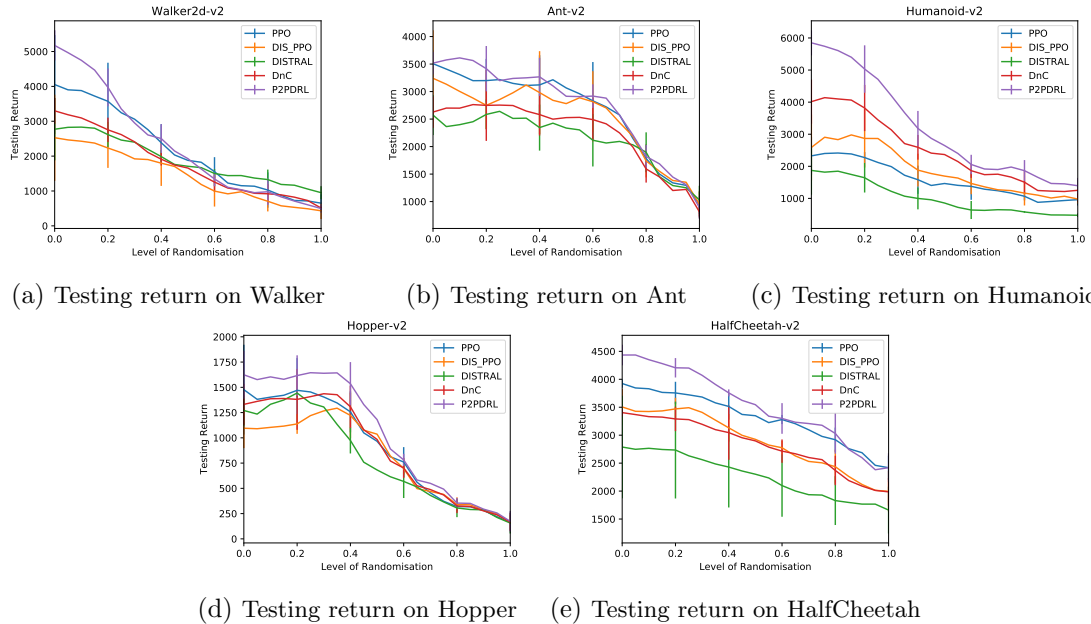 Walker2d-v2
Testing Return
5000
4000
3000
2000
1000
0
PPO
DIS_PPO
DISTRAL
DnC
P2PDRL
0.0 0.2 0.4 0.6 0.8 1.0
Level of Randomisation
(a) Testing return on Walker
Ant-v2
Testing Return
4000
3500
3000
2500
2000
1500
1000
PPO
DIS_PPO
DISTRAL
DnC
P2PDRL
0.0 0.2 0.4 0.6 0.8 1.0
Level of Randomisation
(b) Testing return on Ant
Humanoid-v2
Testing Return
6000
5000
4000
3000
2000
1000
PPO
DIS_PPO
DISTRAL
DnC
P2PDRL
0.0 0.2 0.4 0.6 0.8 1.0
Level of Randomisation
(c) Testing return on Humanoid
Hopper-v2
Testing Return
2000
1750
1500
1250
1000
750
500
250
0
PPO
DIS_PPO
DISTRAL
DnC
P2PDRL
0.0 0.2 0.4 0.6 0.8 1.0
Level of Randomisation
(d) Testing return on Hopper
HalfCheetah-v2
Testing Return
4500
4000
3500
3000
2500
2000
1500
PPO
DIS_PPO
DISTRAL
DnC
P2PDRL
0.0 0.2 0.4 0.6 0.8 1.0
Level of Randomisation
(e) Testing return on HalfCheetah